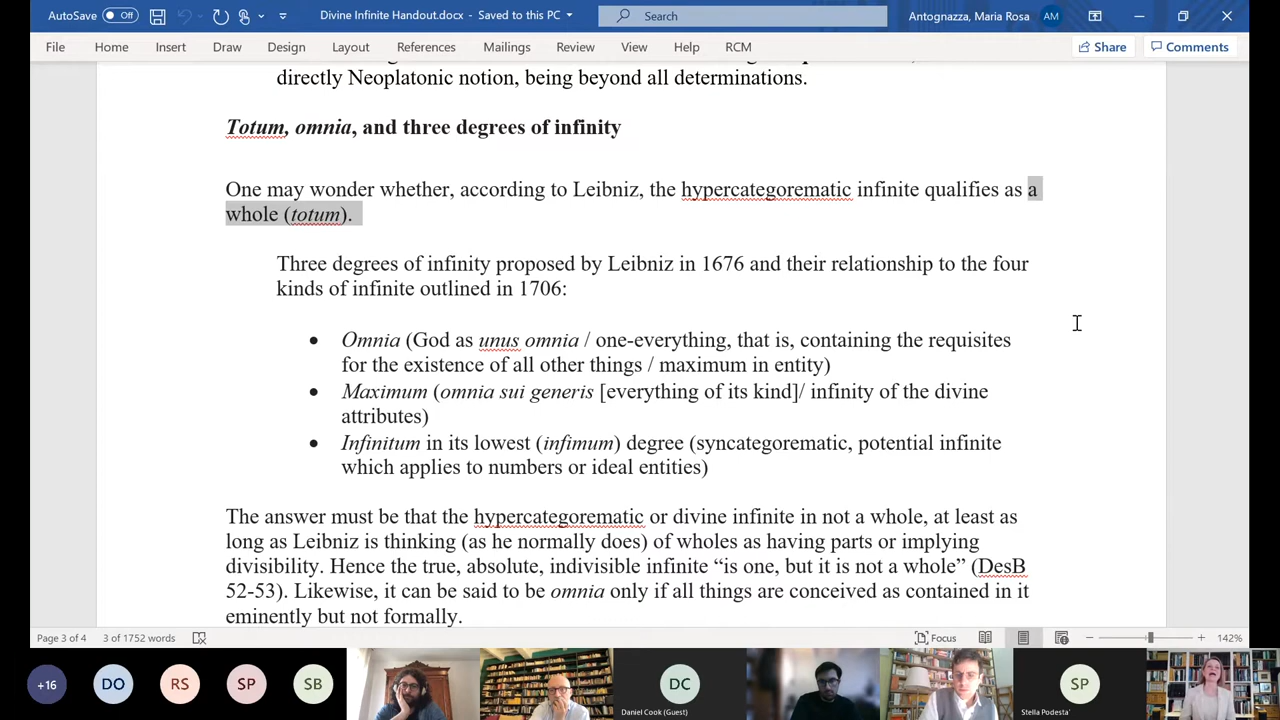 AutoSave Off Divine Infinite Handout.docx - Saved to this PC Search Antognazza, Maria Rosa AM
File Home Insert Draw Design Layout References Mailings Review View Help RCM Share Comments
directly Neoplatonic notion, being beyond all determinations.
Totum, omnia, and three degrees of infinity
One may wonder whether, according to Leibniz, the hypercategorematic infinite qualifies as a
whole (totum).
Three degrees of infinity proposed by Leibniz in 1676 and their relationship to the four
kinds of infinite outlined in 1706:
• Omnia (God as unus omnia / one-everything, that is, containing the requisites
for the existence of all other things / maximum in entity)
• Maximum (omnia sui generis [everything of its kind]/ infinity of the divine
attributes)
• Infinitum in its lowest (infimum) degree (syncategorematic, potential infinite
which applies to numbers or ideal entities)
The answer must be that the hypercategorematic or divine infinite in not a whole, at least as
long as Leibniz is thinking (as he normally does) of wholes as having parts or implying
divisibility. Hence the true, absolute, indivisible infinite “is one, but it is not a whole” (DesB
52-53). Likewise, it can be said to be omnia only if all things are conceived as contained in it
eminently but not formally.
Page 3 of 4 3 of 1752 words Focus 142%
+16 DO RS SP SB DC SP
Daniel Cook (Guest) Stella Podesta'